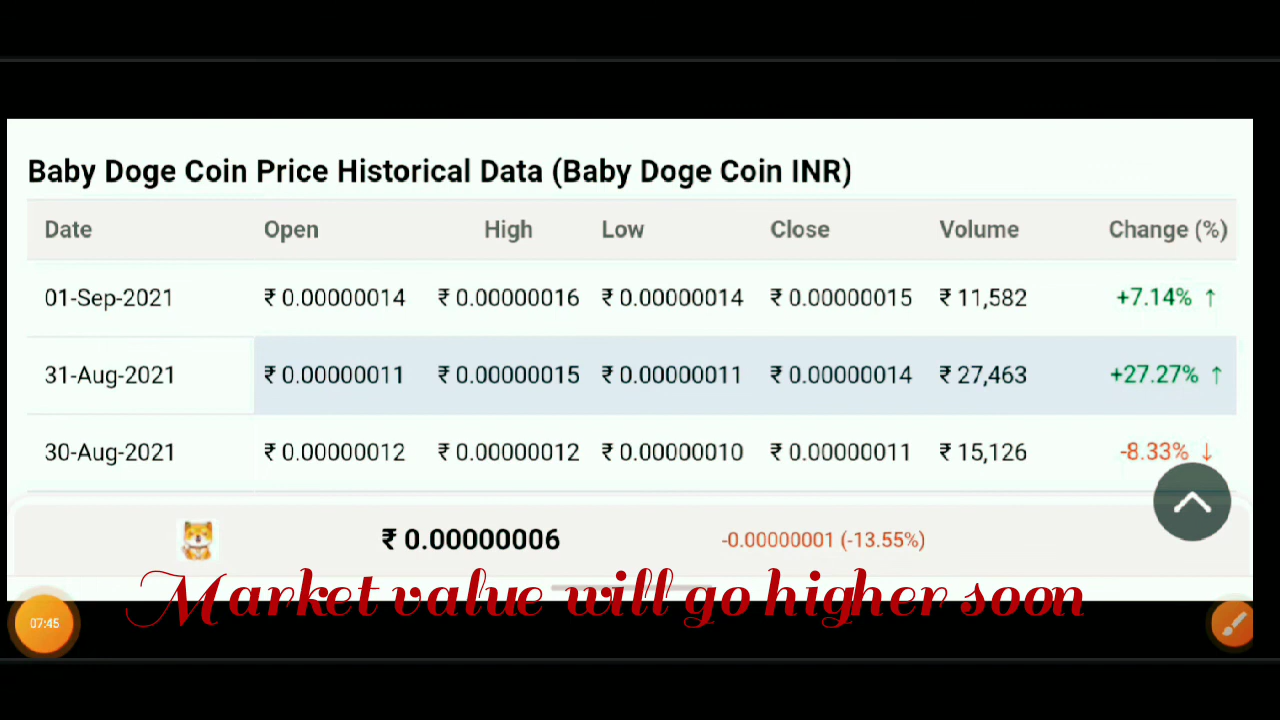 Baby Doge Coin Price Historical Data (Baby Doge Coin INR)
Date Open High Low Close Volume Change (%)
01-Sep-2021 ₹ 0.00000014 ₹ 0.00000016 ₹ 0.00000014 ₹ 0.00000015 ₹ 11,582 +7.14% ↑
31-Aug-2021 ₹ 0.00000011 ₹ 0.00000015 ₹ 0.00000011 ₹ 0.00000014 ₹ 27,463 +27.27% ↑
30-Aug-2021 ₹ 0.00000012 ₹ 0.00000012 ₹ 0.00000010 ₹ 0.00000011 ₹ 15,126 -8.33% ↓
₹ 0.00000006 -0.00000001 (-13.55%)
Market value will go higher soon
07:45